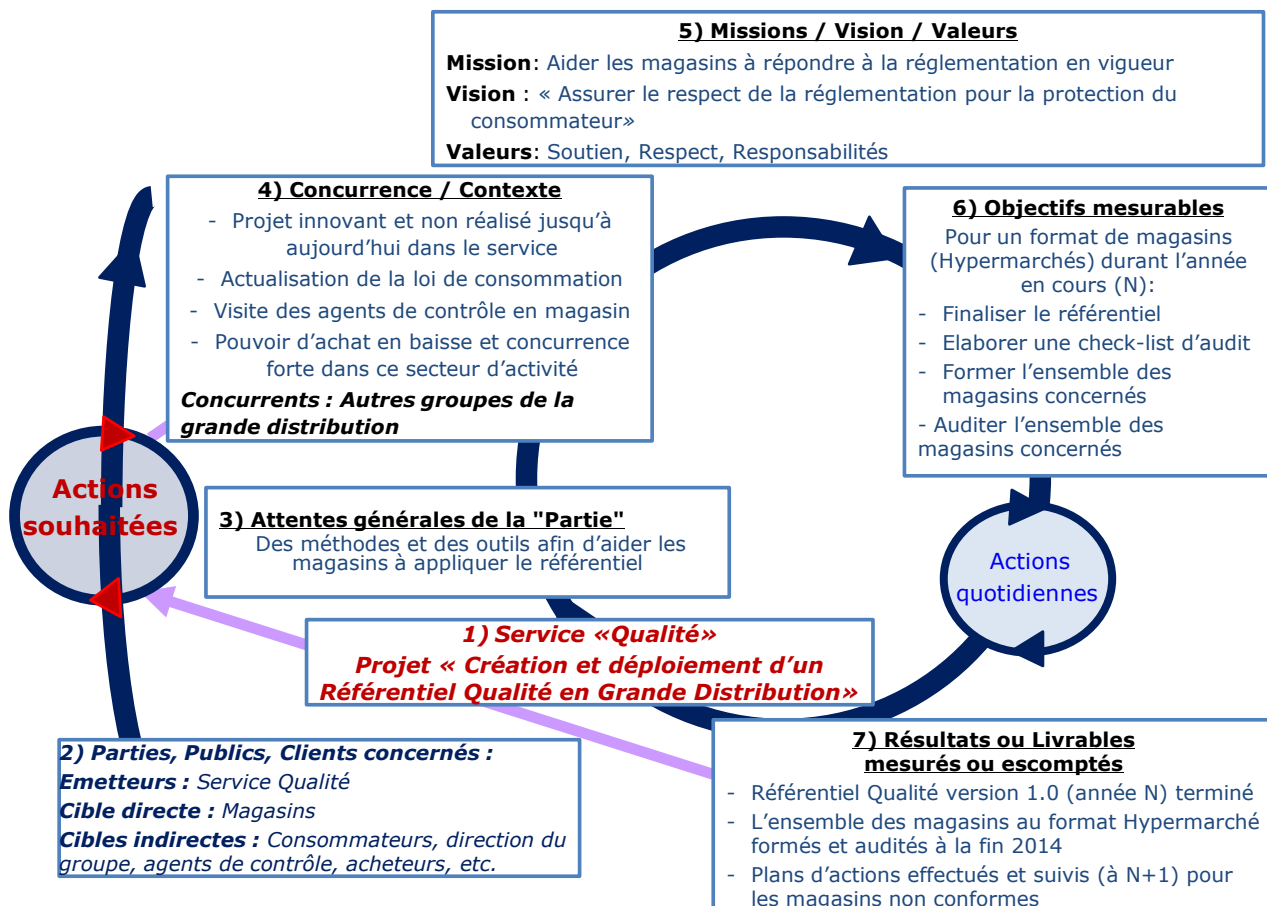 5) Missions / Vision / Valeurs
Mission: Aider les magasins à répondre à la réglementation en vigueur
Vision : « Assurer le respect de la réglementation pour la protection du
consommateur»
Valeurs: Soutien, Respect, Responsabilités
4) Concurrence / Contexte
- Projet innovant et non réalisé jusqu’à
aujourd’hui dans le service
- Actualisation de la loi de consommation
- Visite des agents de contrôle en magasin
- Pouvoir d’achat en baisse et concurrence
forte dans ce secteur d’activité
Concurrents : Autres groupes de la
grande distribution
6) Objectifs mesurables
Pour un format de magasins
(Hypermarchés) durant l’année
en cours (N):
- Finaliser le référentiel
- Elaborer une check-list d’audit
- Former l’ensemble des
magasins concernés
- Auditer l’ensemble des
magasins concernés
Actions
souhaitées
3) Attentes générales de la "Partie"
Des méthodes et des outils afin d’aider les
magasins à appliquer le référentiel
Actions
quotidiennes
1) Service «Qualité»
Projet « Création et déploiement d’un
Référentiel Qualité en Grande Distribution»
2) Parties, Publics, Clients concernés :
Emetteurs : Service Qualité
Cible directe : Magasins
Cibles indirectes : Consommateurs, direction du
groupe, agents de contrôle, acheteurs, etc.
7) Résultats ou Livrables
mesurés ou escomptés
- Référentiel Qualité version 1.0 (année N) terminé
- L’ensemble des magasins au format Hypermarché
formés et audités à la fin 2014
- Plans d’actions effectués et suivis (à N+1) pour
les magasins non conformes